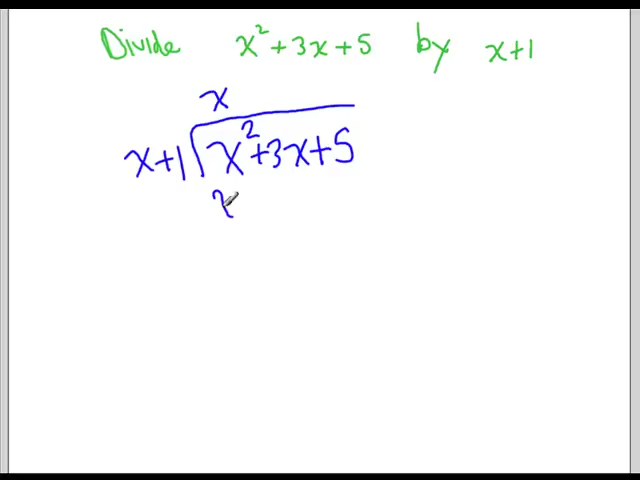 Divide x² + 3x + 5 by x+1
x
x+1 x²+3x+5